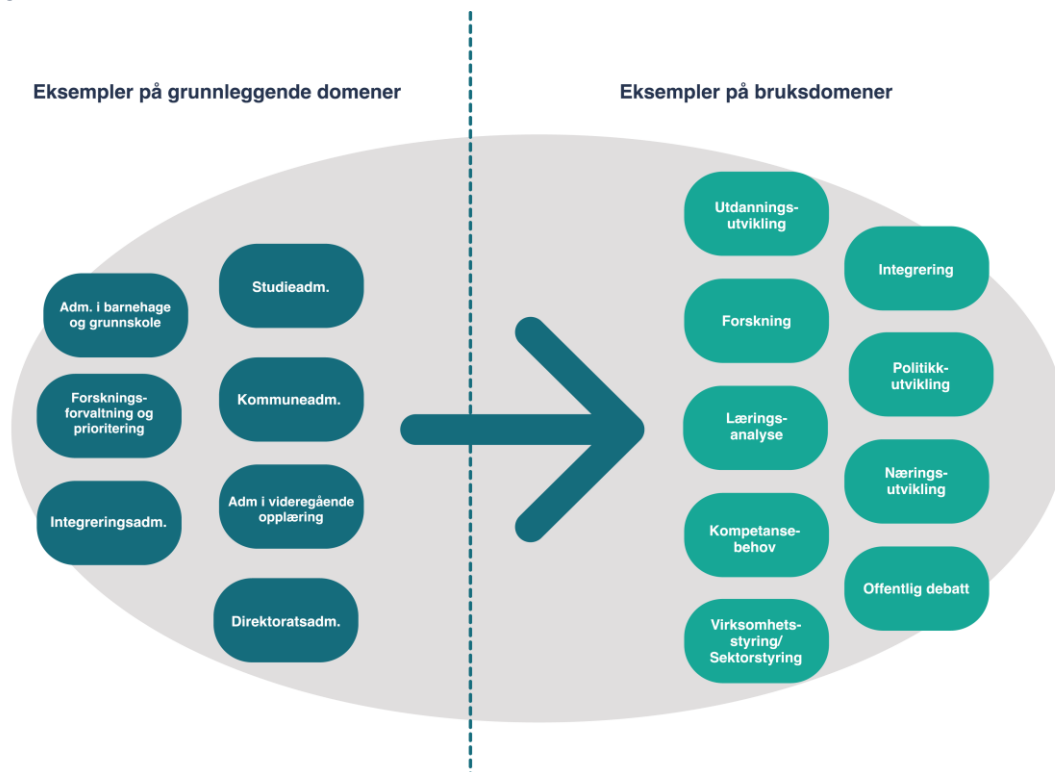 Eksempler på grunnleggende domener
Adm. i barnehage
og grunnskole
Forsknings-
forvaltning og
prioritering
Integreringsadm.
Studieadm.
Kommuneadm.
Adm i videregående
opplæring
Direktoratsadm.
Eksempler på bruksdomener
Utdannings-
utvikling
Forskning
Lærings-
analyse
Kompetanse-
behov
Virksomhets-
styring/
Sektorstyring
Integrering
Politikk-
utvikling
Nærings-
utvikling
Offentlig debatt